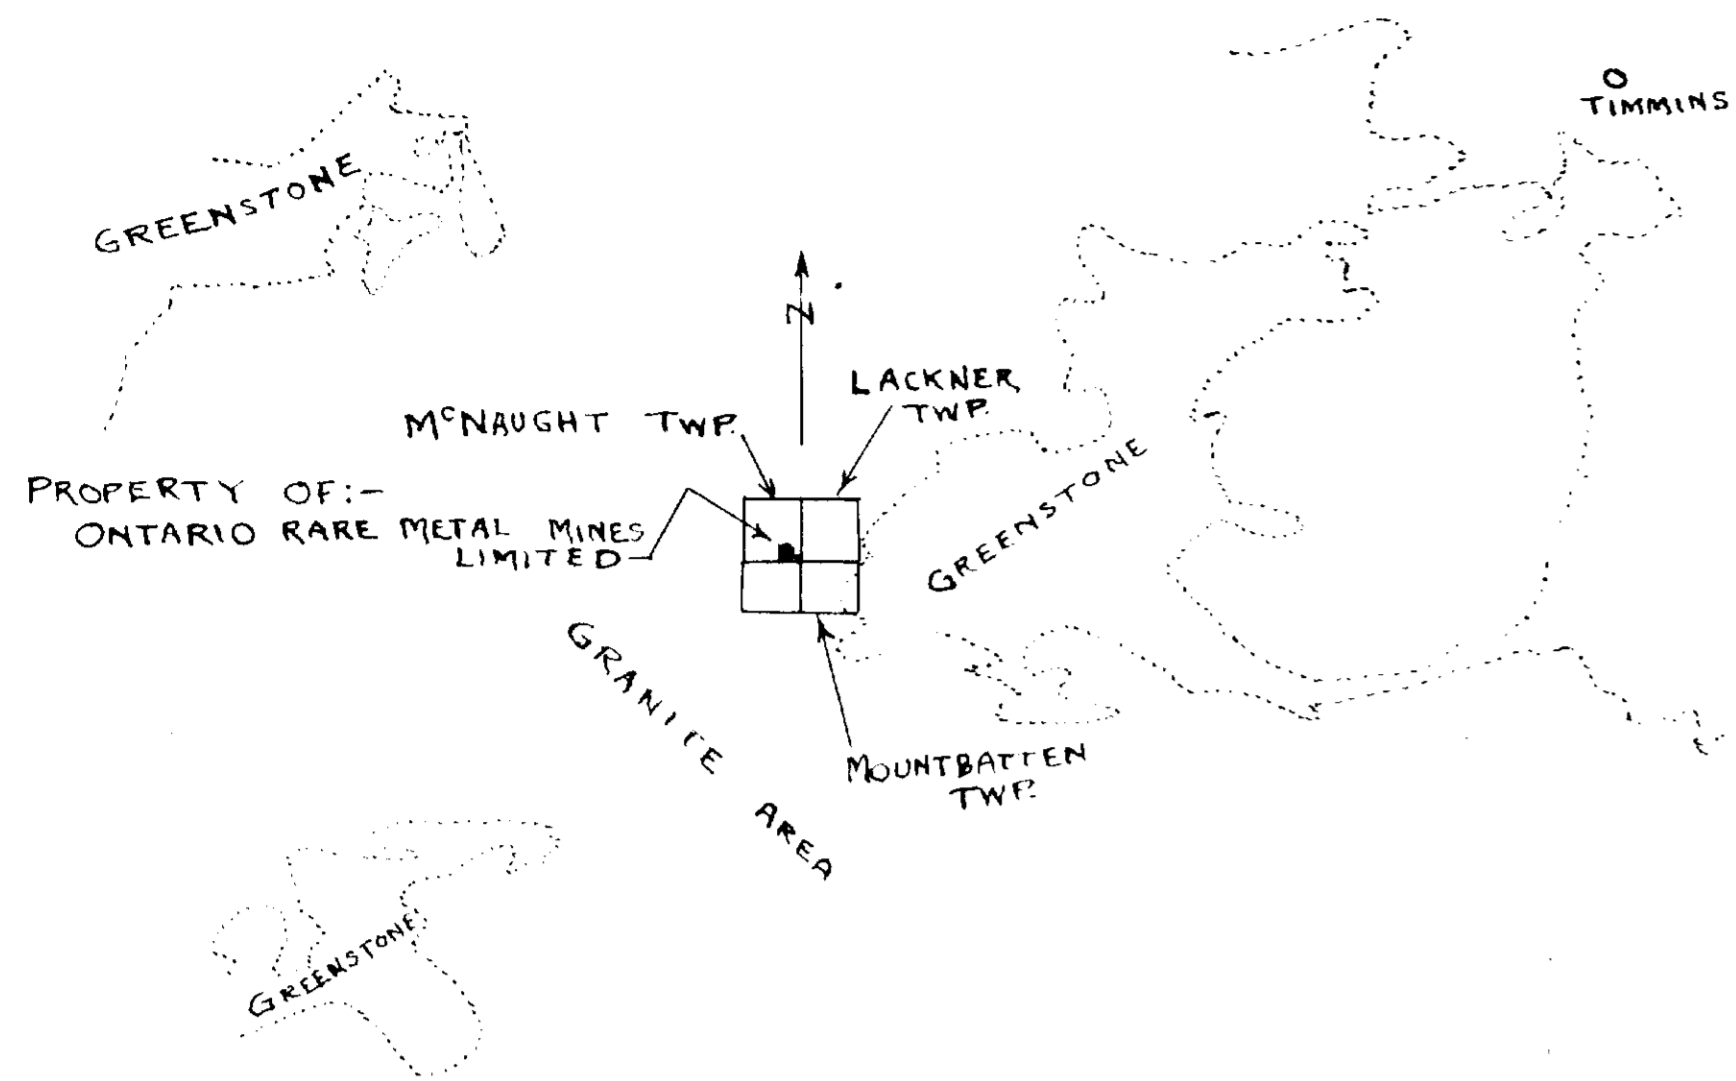 TIMMINS
GREENSTONE
N
LACKNER
TWP.
McNAUGHT TWP.
PROPERTY OF:-
ONTARIO RARE METAL MINES
LIMITED
GREENSTONE
GRANITE AREA
MOUNTBATTEN
TWP.
GREENSTONE